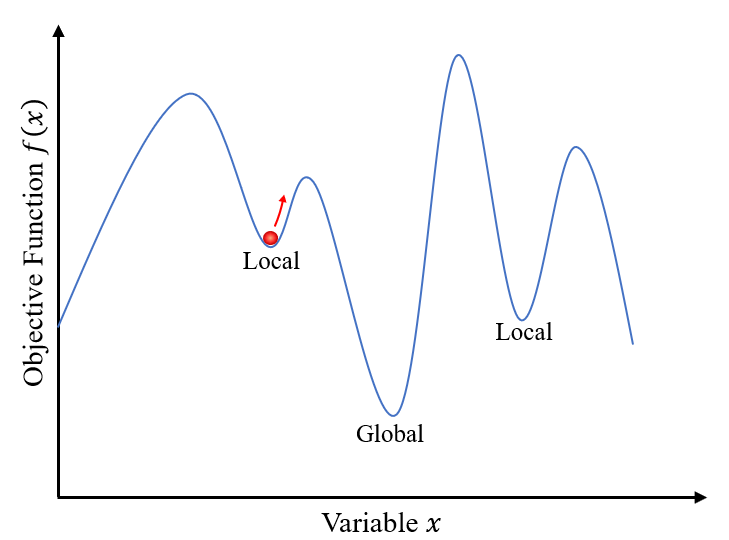 Objective Function f (x)
Local
Local
Global
Variable x